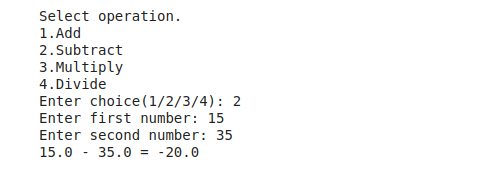 Select operation.
1.Add
2.Subtract
3.Multiply
4.Divide
Enter choice(1/2/3/4): 2
Enter first number: 15
Enter second number: 35
15.0 - 35.0 = -20.0